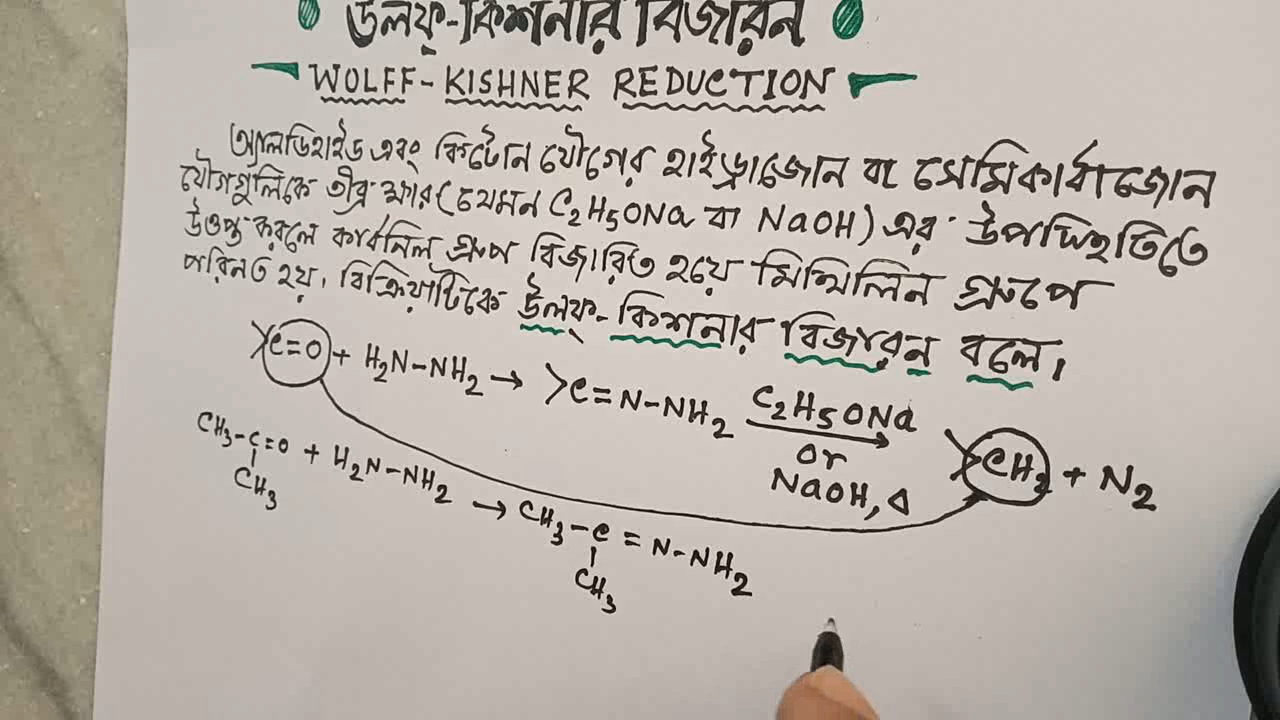 উলফ্-কিশনার বিজারন
WOLFF-KISHNER REDUCTION
অ্যালডিহাইড এবং কিটোন যৌগের হাইড্রাজোন বা সেমিকার্বাজোন
যৌগগুলিকে তীব্র ক্ষার (যেমন C₂H₅ONa বা NaOH) এর উপস্থিতিতে
উত্তপ্ত করলে কার্বনিল গ্রুপ বিজারিত হয়ে মিথিলিন গ্রুপে
পরিনত হয়। বিক্রিয়াটিকে উলফ্-কিশনার বিজারন বলে।
>C=O + H₂N-NH₂ → >C=N-NH₂ C₂H₅ONa or NaOH, Δ >CH₂ + N₂
CH₃-C=O + H₂N-NH₂ → CH₃-C=N-NH₂
CH₃ CH₃